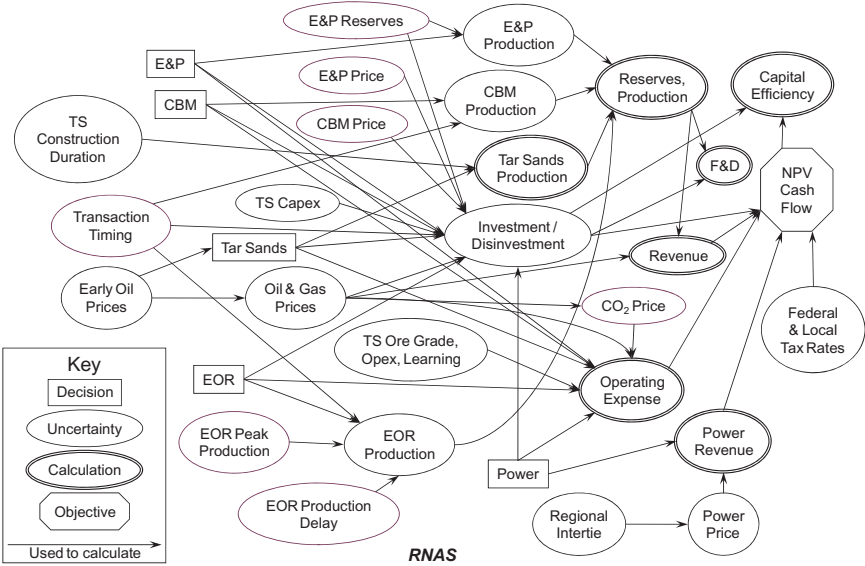 E&P Reserves
E&P
Production
E&P
E&P Price
Reserves,
Production
Capital
Efficiency
CBM
CBM
Production
CBM Price
TS
Construction
Duration
Tar Sands
Production
F&D
NPV
Cash
Flow
TS Capex
Transaction
Timing
Investment /
Disinvestment
Tar Sands
Revenue
Early Oil
Prices
Oil & Gas
Prices
CO₂ Price
Federal
& Local
Tax Rates
TS Ore Grade,
Opex, Learning
Key
Decision
Uncertainty
Calculation
Objective
Used to calculate
EOR
Operating
Expense
EOR Peak
Production
EOR
Production
Power
Revenue
Power
EOR Production
Delay
Regional
Intertie
Power
Price
RNAS